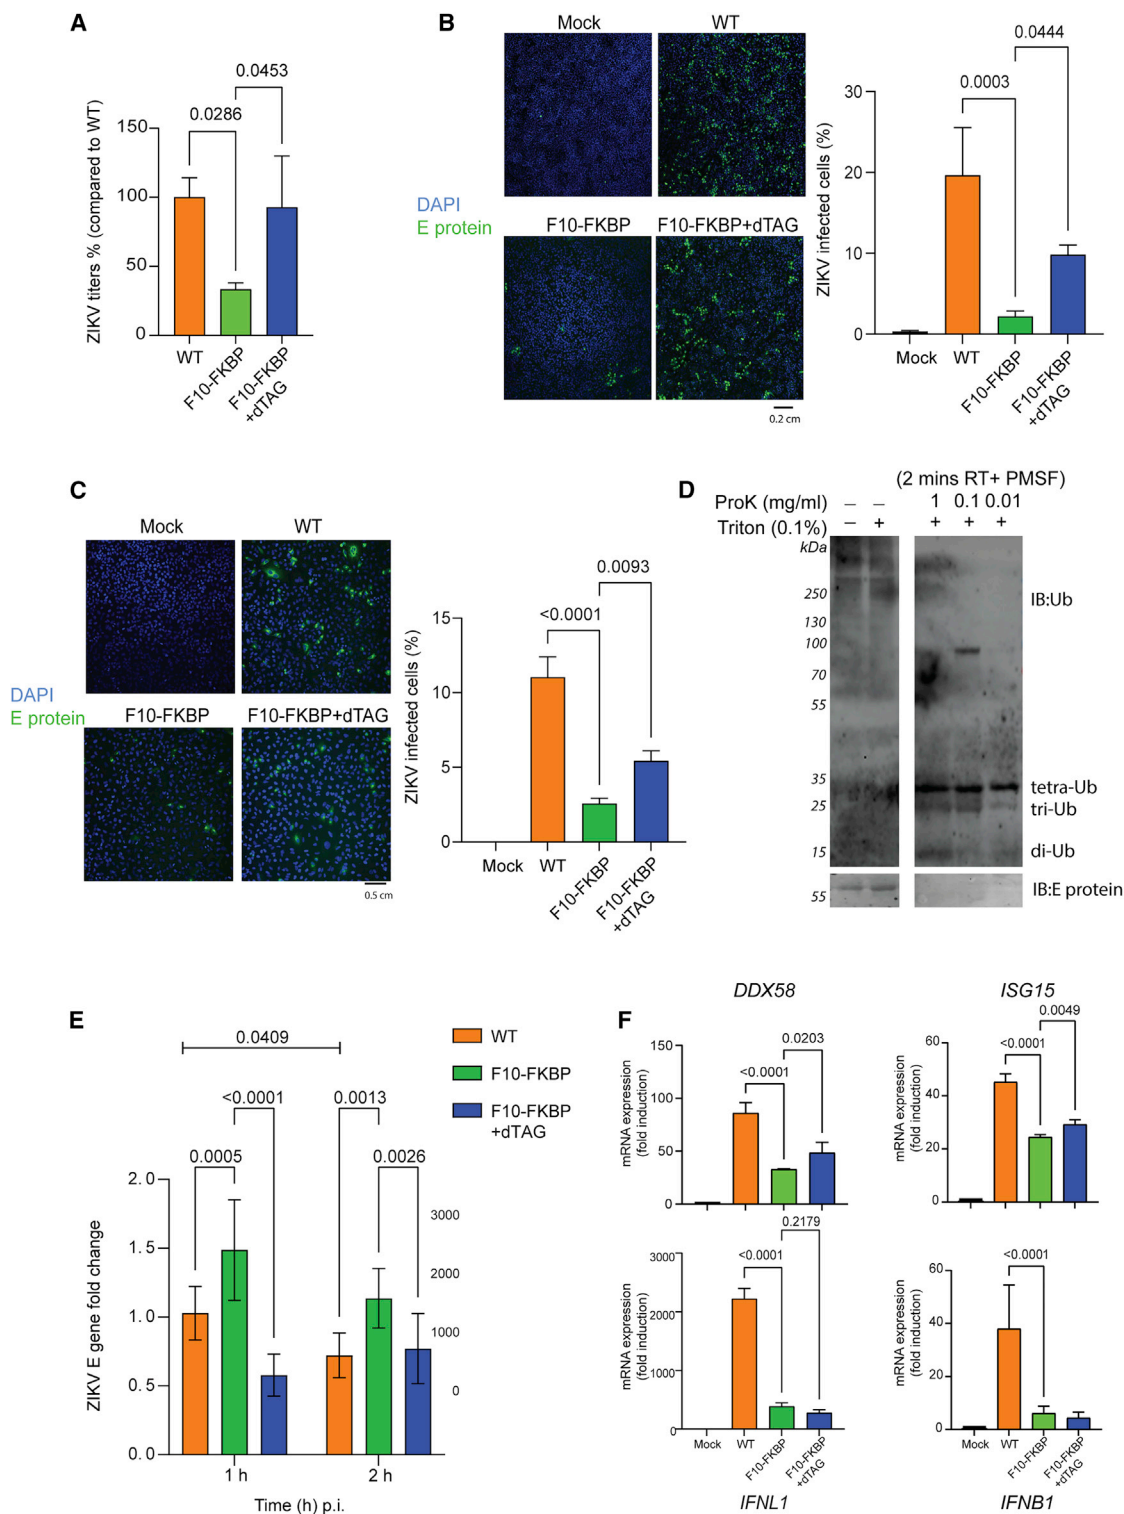 A
0.0453
0.0286
ZIKV titers % (compared to WT)
150
100
50
0
WT
F10-FKBP
F10-FKBP
+dTAG
B
Mock
WT
DAPI
E protein
F10-FKBP
F10-FKBP+dTAG
0.2 cm
0.0444
0.0003
ZIKV infected cells (%)
30
20
10
0
Mock
WT
F10-FKBP
F10-FKBP
+dTAG
C
Mock
WT
DAPI
E protein
F10-FKBP
F10-FKBP+dTAG
0.5 cm
0.0093
<0.0001
ZIKV infected cells (%)
15
10
5
0
Mock
WT
F10-FKBP
F10-FKBP
+dTAG
D
(2 mins RT+ PMSF)
ProK (mg/ml) – – 1 0.1 0.01
Triton (0.1%) – + + + +
kDa
250
130
100
70
55
35
25
15
55
IB:Ub
tetra-Ub
tri-Ub
di-Ub
IB:E protein
E
0.0409
<0.0001
0.0013
0.0005
0.0026
WT
F10-FKBP
F10-FKBP
+dTAG
ZIKV E gene fold change
2.0
1.5
1.0
0.5
0.0
3000
2000
1000
0
1 h
2 h
Time (h) p.i.
F
DDX58
0.0203
<0.0001
mRNA expression
(fold induction)
150
100
50
0
ISG15
0.0049
<0.0001
mRNA expression
(fold induction)
60
40
20
0
0.2179
<0.0001
mRNA expression
(fold induction)
3000
2000
1000
0
Mock
WT
F10-FKBP
F10-FKBP
+dTAG
IFNL1
<0.0001
mRNA expression
(fold induction)
60
40
20
0
Mock
WT
F10-FKBP
F10-FKBP
+dTAG
IFNB1